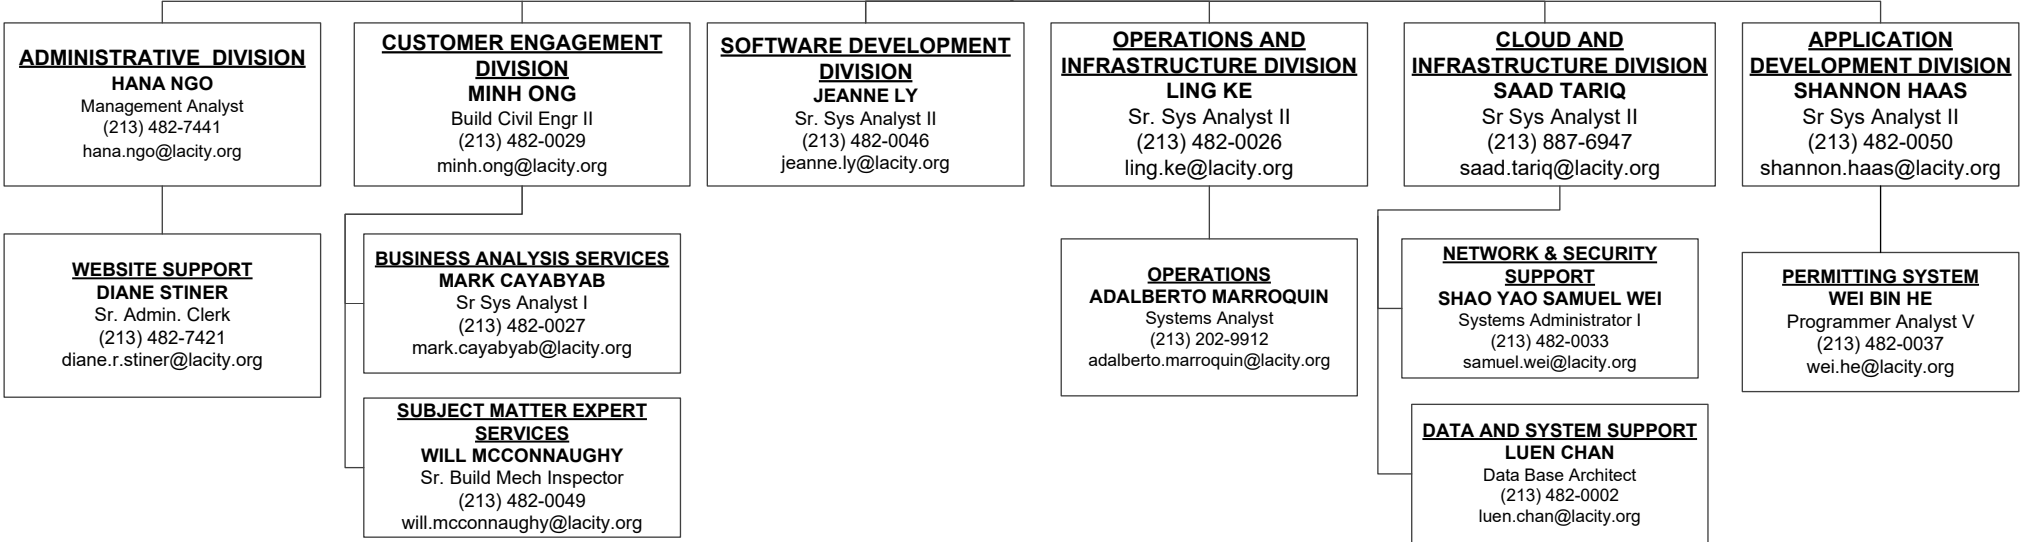 ADMINISTRATIVE DIVISION
HANA NGO
Management Analyst
(213) 482-7441
hana.ngo@lacity.org
CUSTOMER ENGAGEMENT
DIVISION
MINH ONG
Build Civil Engr II
(213) 482-0029
minh.ong@lacity.org
SOFTWARE DEVELOPMENT
DIVISION
JEANNE LY
Sr. Sys Analyst II
(213) 482-0046
jeanne.ly@lacity.org
OPERATIONS AND
INFRASTRUCTURE DIVISION
LING KE
Sr. Sys Analyst II
(213) 482-0026
ling.ke@lacity.org
CLOUD AND
INFRASTRUCTURE DIVISION
SAAD TARIQ
Sr Sys Analyst II
(213) 887-6947
saad.tariq@lacity.org
APPLICATION
DEVELOPMENT DIVISION
SHANNON HAAS
Sr Sys Analyst II
(213) 482-0050
shannon.haas@lacity.org
WEBSITE SUPPORT
DIANE STINER
Sr. Admin. Clerk
(213) 482-7421
diane.r.stiner@lacity.org
BUSINESS ANALYSIS SERVICES
MARK CAYABYAB
Sr Sys Analyst I
(213) 482-0027
mark.cayabyab@lacity.org
SUBJECT MATTER EXPERT
SERVICES
WILL MCCONNAUGHY
Sr. Build Mech Inspector
(213) 482-0049
will.mcconnaughy@lacity.org
OPERATIONS
ADALBERTO MARROQUIN
Systems Analyst
(213) 202-9912
adalberto.marroquin@lacity.org
NETWORK & SECURITY
SUPPORT
SHAO YAO SAMUEL WEI
Systems Administrator I
(213) 482-0033
samuel.wei@lacity.org
DATA AND SYSTEM SUPPORT
LUEN CHAN
Data Base Architect
(213) 482-0002
luen.chan@lacity.org
PERMITTING SYSTEM
WEI BIN HE
Programmer Analyst V
(213) 482-0037
wei.he@lacity.org